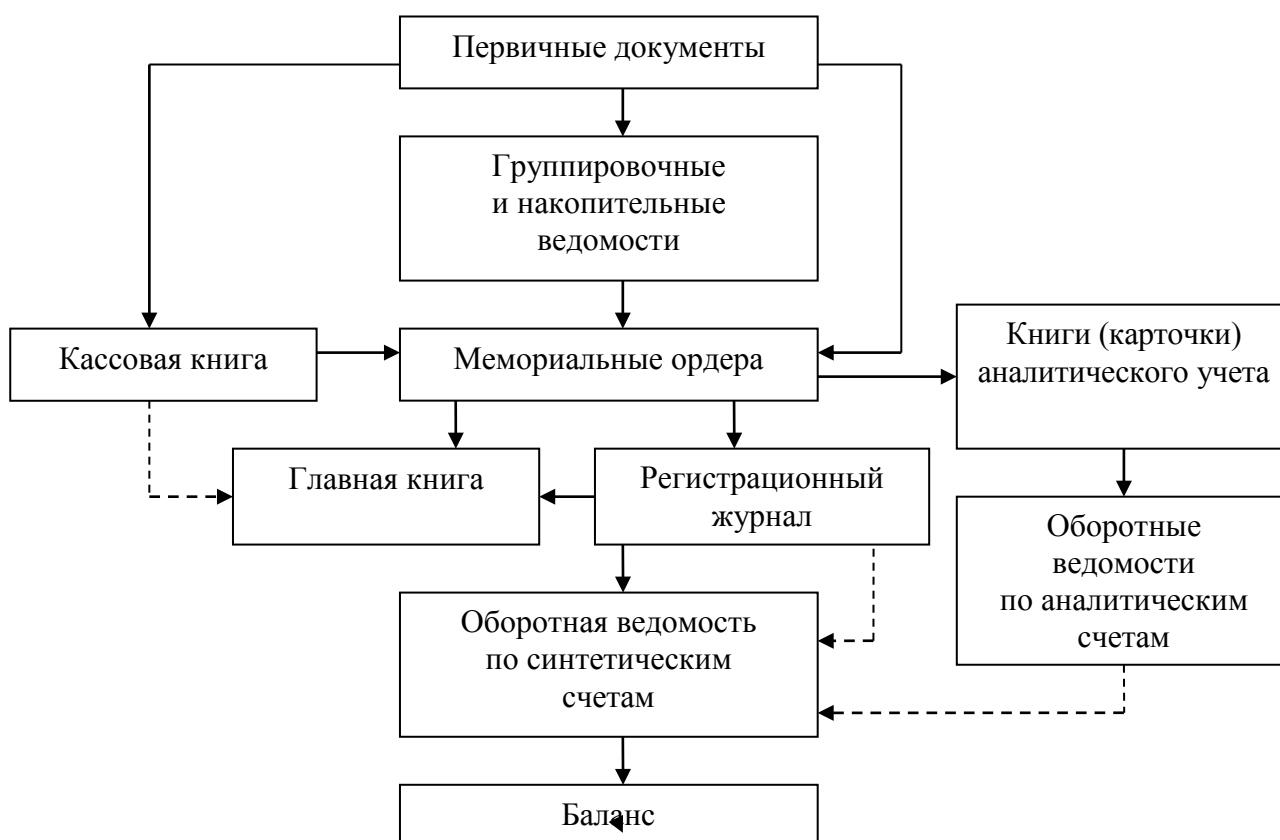 Первичные документы
Группировочные
и накопительные
ведомости
Кассовая книга
Мемориальные ордера
Книги (карточки)
аналитического учета
Главная книга
Регистрационный
журнал
Оборотная ведомость
по синтетическим
счетам
Оборотные
ведомости
по аналитическим
счетам
Баланс